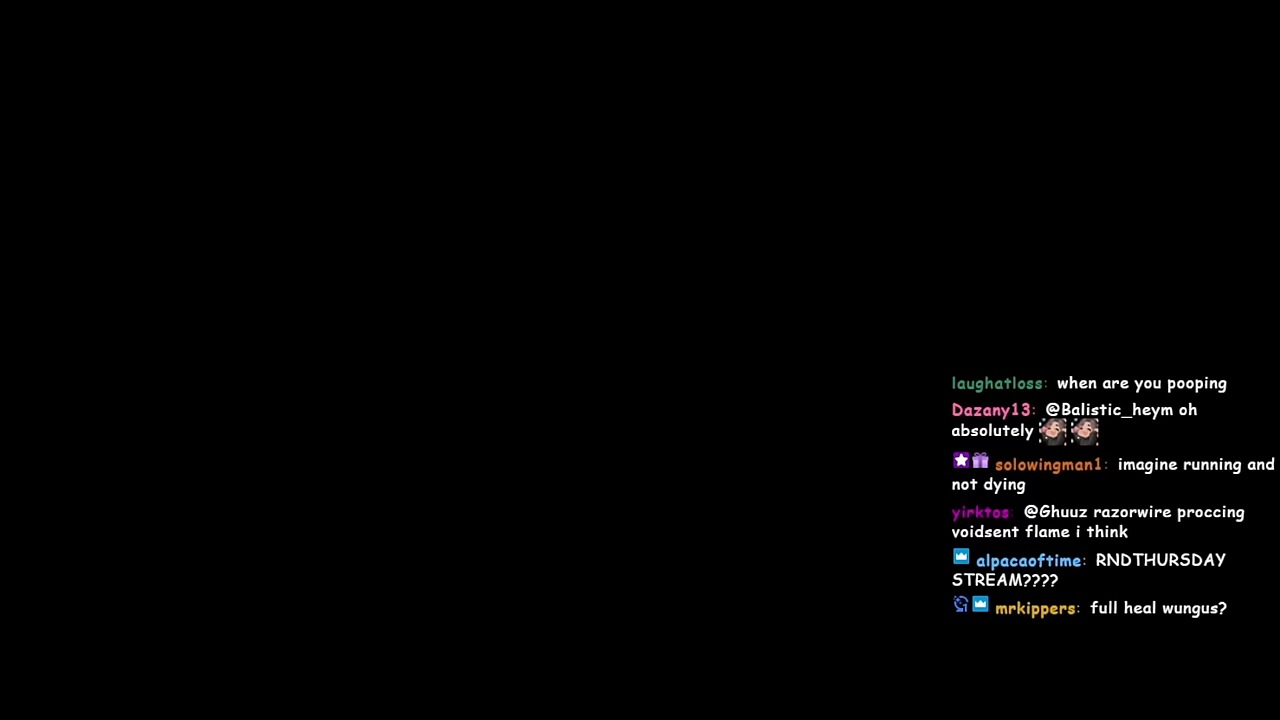 laughatloss: when are you pooping
Dazany13: @Balistic_heym oh
absolutely
solowingman1: imagine running and
not dying
yirktos: @Ghuuz razorwire proccing
voidsent flame i think
alpacaoftime: RNDTHURSDAY
STREAM????
mrkippers: full heal wungus?